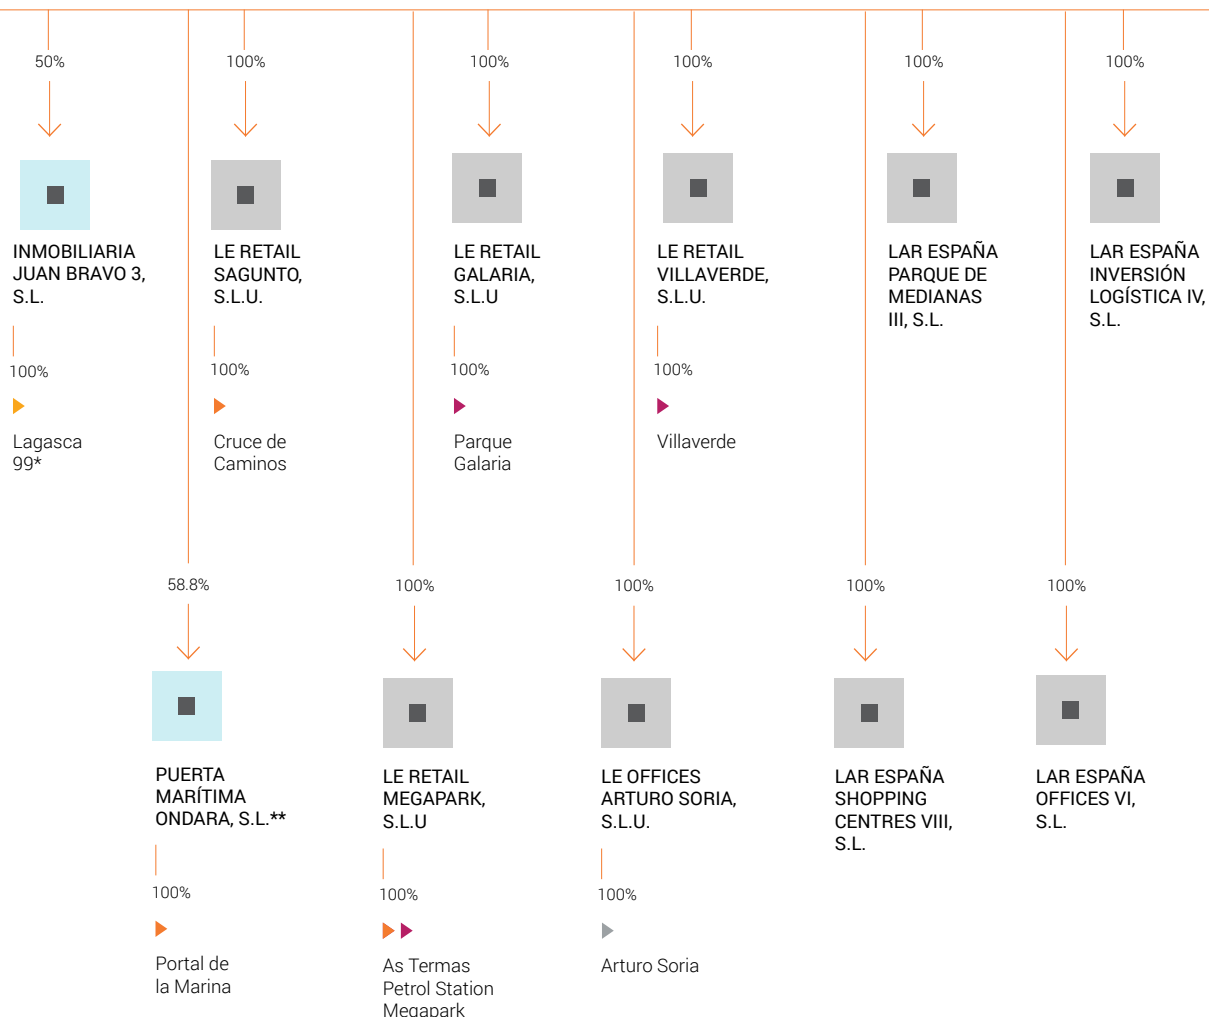 50%
100%
100%
100%
100%
100%
INMOBILIARIA
JUAN BRAVO 3,
S.L.
LE RETAIL
SAGUNTO,
S.L.U.
LE RETAIL
GALARIA,
S.L.U
LE RETAIL
VILLAVERDE,
S.L.U.
LAR ESPAÑA
PARQUE DE
MEDIANAS
III, S.L.
LAR ESPAÑA
INVERSIÓN
LOGÍSTICA IV,
S.L.
100%
100%
100%
100%
Lagasca
99*
Cruce de
Caminos
Parque
Galaria
Villaverde
58.8%
100%
100%
100%
100%
PUERTA
MARÍTIMA
ONDARA, S.L.**
LE RETAIL
MEGAPARK,
S.L.U
LE OFFICES
ARTURO SORIA,
S.L.U.
LAR ESPAÑA
SHOPPING
CENTRES VIII,
S.L.
LAR ESPAÑA
OFFICES VI,
S.L.
100%
100%
100%
Portal de
la Marina
As Termas
Petrol Station
Megapark
Arturo Soria